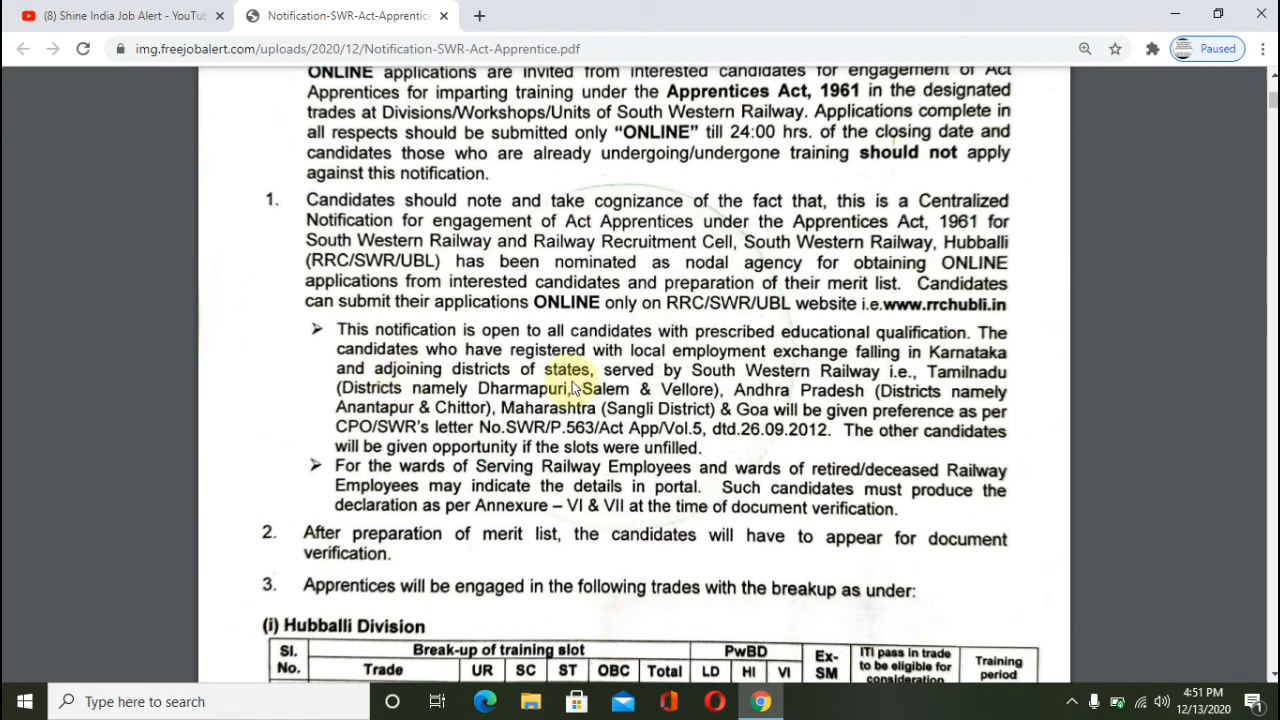 (8) Shine India Job Alert - YouTub
Notification-SWR-Act-Apprentice
img.freejobalert.com/uploads/2020/12/Notification-SWR-Act-Apprentice.pdf
Paused
ONLINE applications are invited from interested candidates for engagement of Act
Apprentices for imparting training under the Apprentices Act, 1961 in the designated
trades at Divisions/Workshops/Units of South Western Railway. Applications complete in
all respects should be submitted only “ONLINE” till 24:00 hrs. of the closing date and
candidates those who are already undergoing/undergone training should not apply
against this notification.
1. Candidates should note and take cognizance of the fact that, this is a Centralized
Notification for engagement of Act Apprentices under the Apprentices Act, 1961 for
South Western Railway and Railway Recruitment Cell, South Western Railway, Hubballi
(RRC/SWR/UBL) has been nominated as nodal agency for obtaining ONLINE
applications from interested candidates and preparation of their merit list. Candidates
can submit their applications ONLINE only on RRC/SWR/UBL website i.e.www.rrchubli.in
➢ This notification is open to all candidates with prescribed educational qualification. The
candidates who have registered with local employment exchange falling in Karnataka
and adjoining districts of states, served by South Western Railway i.e., Tamilnadu
(Districts namely Dharmapuri, Salem & Vellore), Andhra Pradesh (Districts namely
Anantapur & Chittor), Maharashtra (Sangli District) & Goa will be given preference as per
CPO/SWR's letter No.SWR/P.563/Act App/Vol.5, dtd.26.09.2012. The other candidates
will be given opportunity if the slots were unfilled.
➢ For the wards of Serving Railway Employees and wards of retired/deceased Railway
Employees may indicate the details in portal. Such candidates must produce the
declaration as per Annexure – VI & VII at the time of document verification.
2. After preparation of merit list, the candidates will have to appear for document
verification.
3. Apprentices will be engaged in the following trades with the breakup as under:
(i) Hubballi Division
Sl. No. Break-up of training slot PwBD Ex-SM ITI pass in trade to be eligible for consideration Training period
Trade UR SC ST OBC Total LD HI VI
Type here to search
4:51 PM
12/13/2020
1